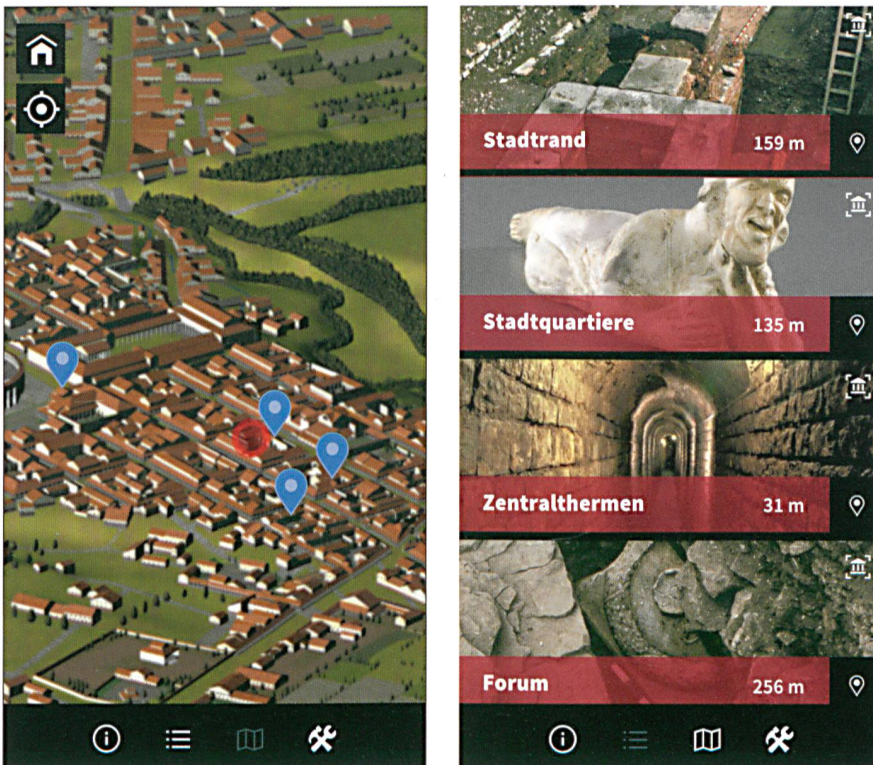 Stadtrand 159 m
Stadtquartiere 135 m
Zentralthermen 31 m
Forum 256 m